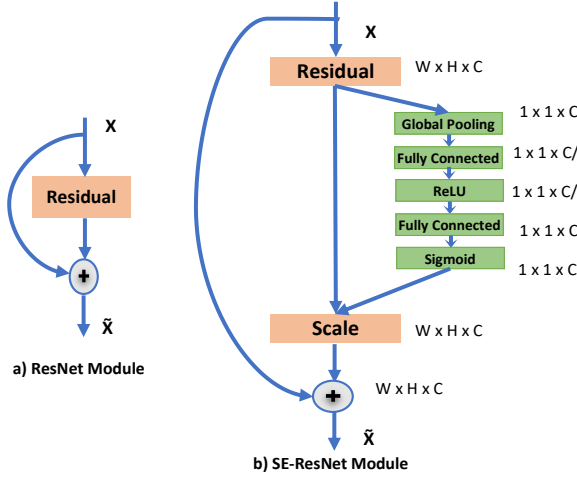 X
Residual
+
X̃
a) ResNet Module
X
Residual
W x H x C
Global Pooling
1 x 1 x C
Fully Connected
1 x 1 x C/
ReLU
1 x 1 x C/
Fully Connected
1 x 1 x C
Sigmoid
1 x 1 x C
Scale
W x H x C
W x H x C
+
X̃
b) SE-ResNet Module